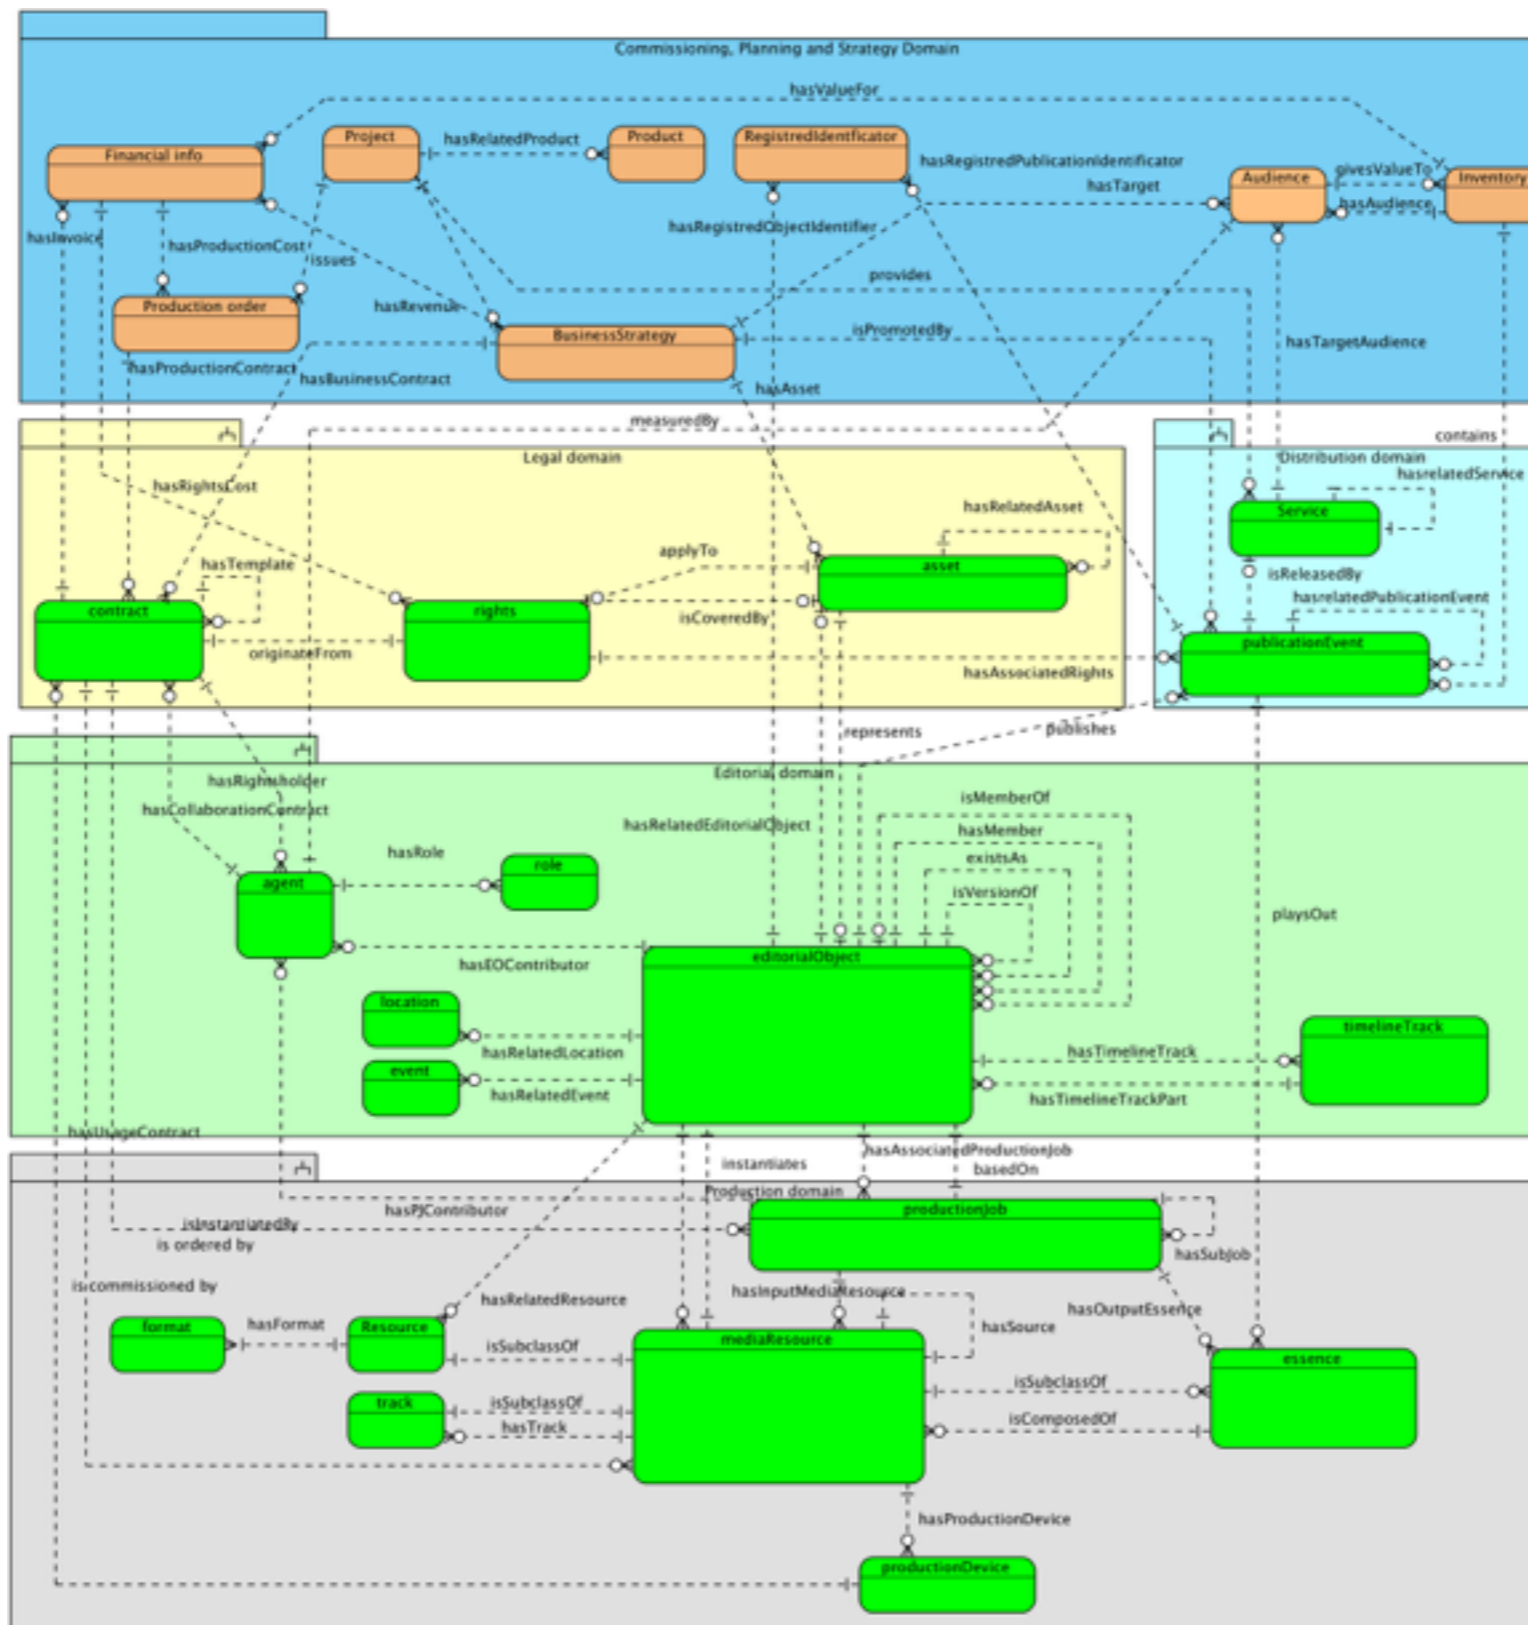 Commissioning, Planning and Strategy Domain
hasValueFor
Project
hasRelatedProduct
Product
RegistredIdentficator
Financial info
hasRegistredPublicationIdentificator
givesValueTo
Audience
Inventory
hasTarget
hasAudience
hasInvoice
hasRegistredObjectIdentifier
hasProductionCost
issues
provides
Production order
hasRevenue
BusinessStrategy
isPromotedBy
hasTargetAudience
hasProductionContract
hasBusinessContract
hasAsset
measuredBy
contains
Legal domain
Distribution domain
hasrelatedService
hasRightsCost
hasRelatedAsset
Service
hasTemplate
applyTo
asset
isReleasedBy
hasrelatedPublicationEvent
contract
rights
isCoveredBy
publicationEvent
originateFrom
hasAssociatedRights
represents
publishes
Editorial domain
hasRightsholder
hasCollaborationContract
isMemberOf
hasRelatedEditorialObject
hasMember
hasRole
existsAs
role
agent
isVersionOf
playsOut
editorialObject
hasEOContributor
location
timelineTrack
hasRelatedLocation
hasTimelineTrack
event
hasRelatedEvent
hasTimelineTrackPart
hasUsageContract
hasAssociatedProductionJob
instantiates
basedOn
Production domain
hasPJContributor
productionJob
isInstantiatedBy
is ordered by
hasSubJob
is commissioned by
hasInputMediaResource
hasRelatedResource
hasOutputEssence
format
hasFormat
Resource
hasSource
mediaResource
isSubclassOf
essence
isSubclassOf
track
isSubclassOf
isComposedOf
hasTrack
hasProductionDevice
productionDevice